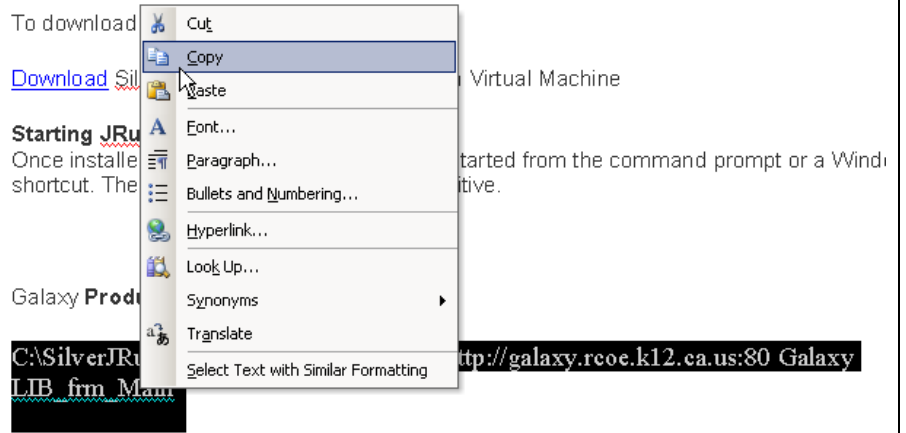 To download
Cut
Copy
Download Sil Virtual Machine
Paste
Starting JRu
Font...
Once installe tarted from the command prompt or a Wind
Paragraph...
shortcut. The itive.
Bullets and Numbering...
Hyperlink...
Look Up...
Galaxy Produ
Synonyms
Translate
C:\SilverJRu ttp://galaxy.rcoe.k12.ca.us:80 Galaxy
Select Text with Similar Formatting
LIB_frm_Main